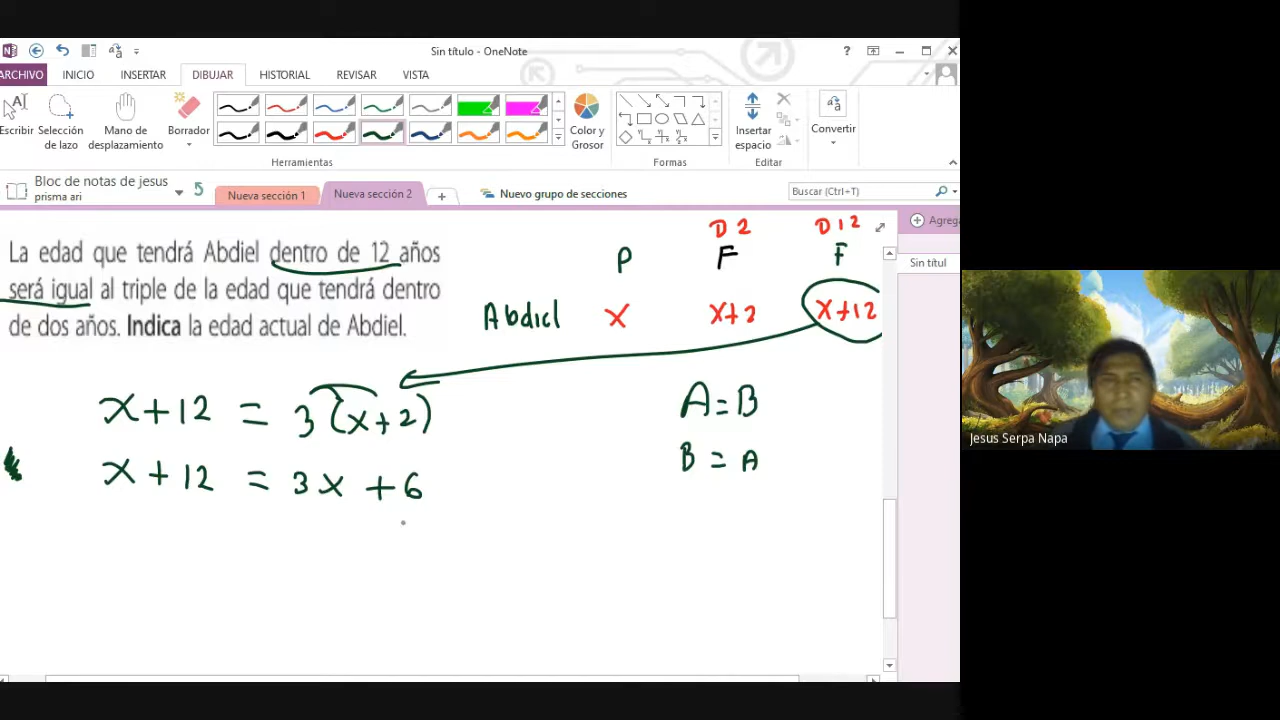 Sin título - OneNote
ARCHIVO INICIO INSERTAR DIBUJAR HISTORIAL REVISAR VISTA
Escribir
Selección de lazo
Mano de desplazamiento
Borrador
Color y Grosor
Insertar espacio
Convertir
Herramientas Formas Editar
Bloc de notas de jesus
prisma ari
Nueva sección 1 Nueva sección 2 Nuevo grupo de secciones
Buscar (Ctrl+T)
Agrega
Sin títul
La edad que tendrá Abdiel dentro de 12 años
será igual al triple de la edad que tendrá dentro
de dos años. Indica la edad actual de Abdiel.
D 2 D 12
P F F
Abdiel x x+2 x+12
x+12 = 3(x+2)
x+12 = 3x +6
A=B
B = A
Jesus Serpa Napa